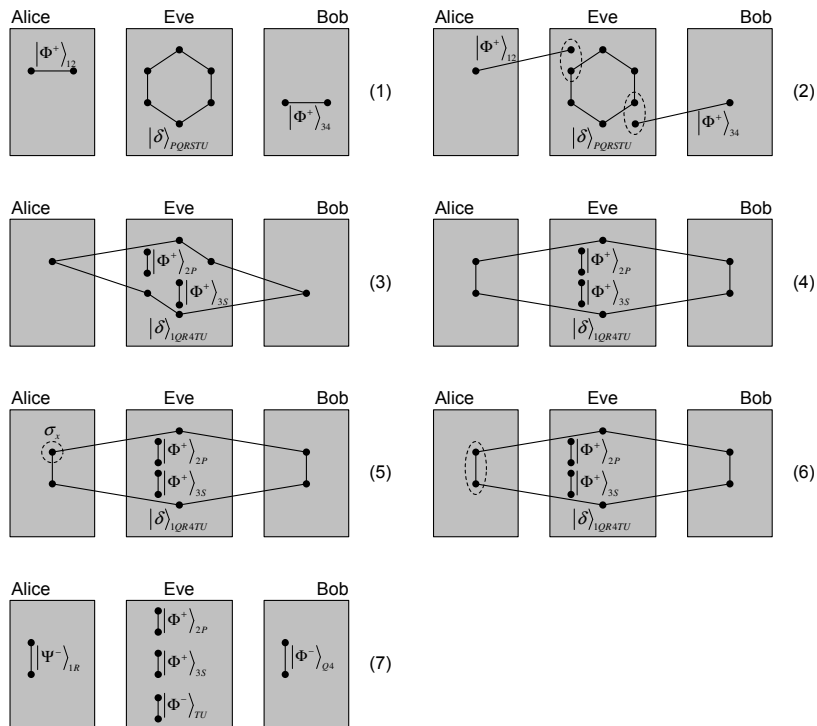 Alice Eve Bob
|Φ⁺⟩₁₂
|Φ⁺⟩₃₄
|δ⟩_PQRSTU
(1)
Alice Eve Bob
|Φ⁺⟩₁₂
|Φ⁺⟩₃₄
|δ⟩_PQRSTU
(2)
Alice Eve Bob
|Φ⁺⟩_2P
|Φ⁺⟩_3S
|δ⟩_1QR4TU
(3)
Alice Eve Bob
|Φ⁺⟩_2P
|Φ⁺⟩_3S
|δ⟩_1QR4TU
(4)
Alice Eve Bob
σₓ
|Φ⁺⟩_2P
|Φ⁺⟩_3S
|δ⟩_1QR4TU
(5)
Alice Eve Bob
|Φ⁺⟩_2P
|Φ⁺⟩_3S
|δ⟩_1QR4TU
(6)
Alice Eve Bob
|Φ⁺⟩_2P
|Ψ⁻⟩_1R |Φ⁺⟩_3S |Φ⁻⟩_Q4
|Φ⁻⟩_TU
(7)